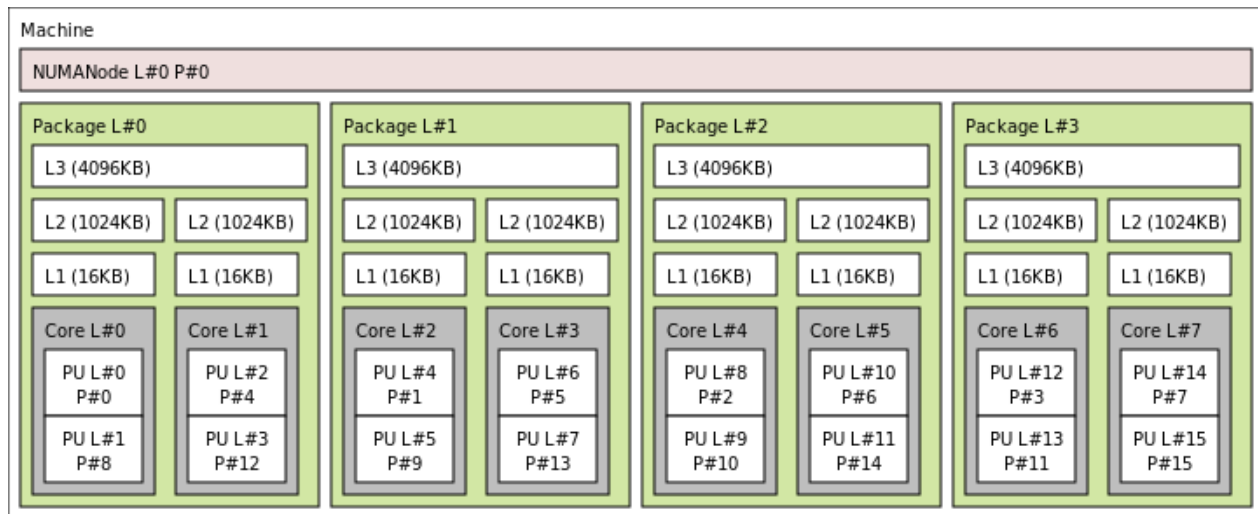 Machine
NUMANode L#0 P#0
Package L#0
L3 (4096KB)
L2 (1024KB)
L2 (1024KB)
L1 (16KB)
L1 (16KB)
Core L#0
PU L#0
P#0
PU L#1
P#8
Core L#1
PU L#2
P#4
PU L#3
P#12
Package L#1
L3 (4096KB)
L2 (1024KB)
L2 (1024KB)
L1 (16KB)
L1 (16KB)
Core L#2
PU L#4
P#1
PU L#5
P#9
Core L#3
PU L#6
P#5
PU L#7
P#13
Package L#2
L3 (4096KB)
L2 (1024KB)
L2 (1024KB)
L1 (16KB)
L1 (16KB)
Core L#4
PU L#8
P#2
PU L#9
P#10
Core L#5
PU L#10
P#6
PU L#11
P#14
Package L#3
L3 (4096KB)
L2 (1024KB)
L2 (1024KB)
L1 (16KB)
L1 (16KB)
Core L#6
PU L#12
P#3
PU L#13
P#11
Core L#7
PU L#14
P#7
PU L#15
P#15